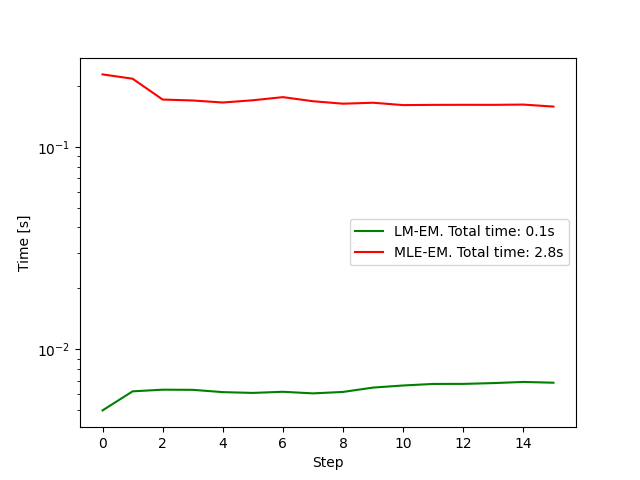 Time [s]
10⁻¹
10⁻²
LM-EM. Total time: 0.1s
MLE-EM. Total time: 2.8s
0 2 4 6 8 10 12 14
Step